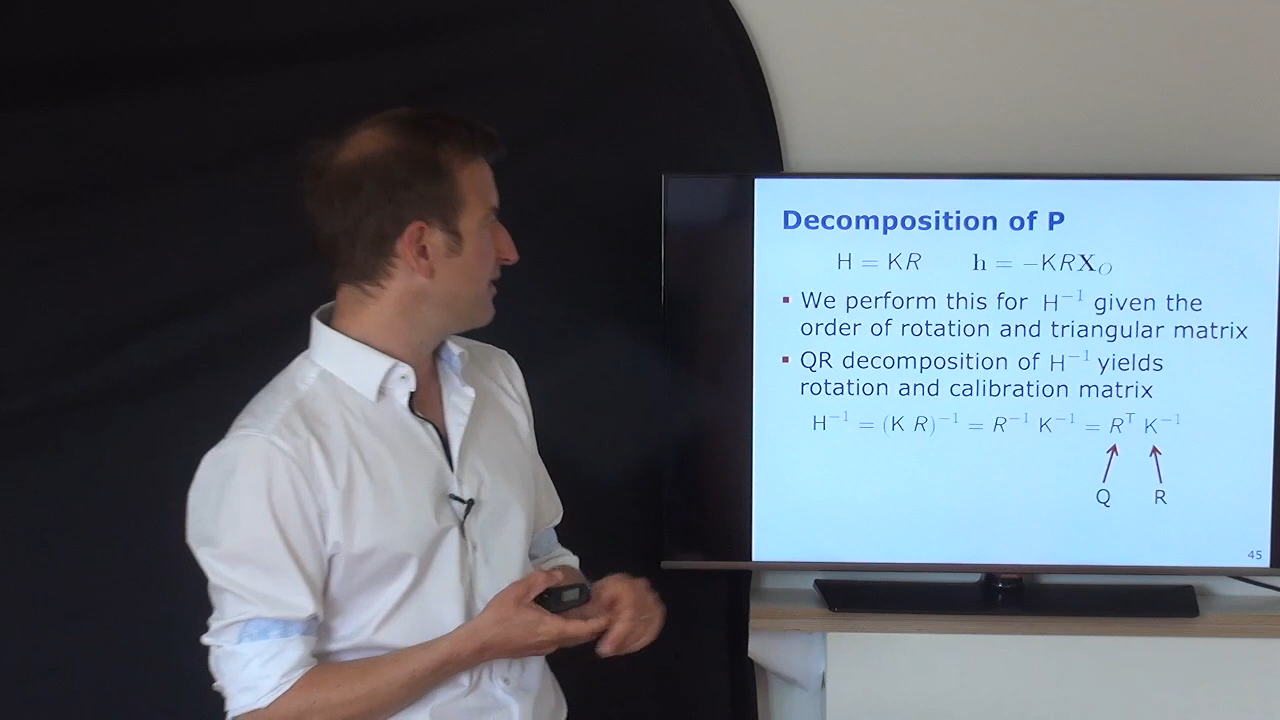 Decomposition of P
H = KR h = −KRX_O
▪ We perform this for H⁻¹ given the
order of rotation and triangular matrix
▪ QR decomposition of H⁻¹ yields
rotation and calibration matrix
H⁻¹ = (K R)⁻¹ = R⁻¹ K⁻¹ = Rᵀ K⁻¹
Q R
45